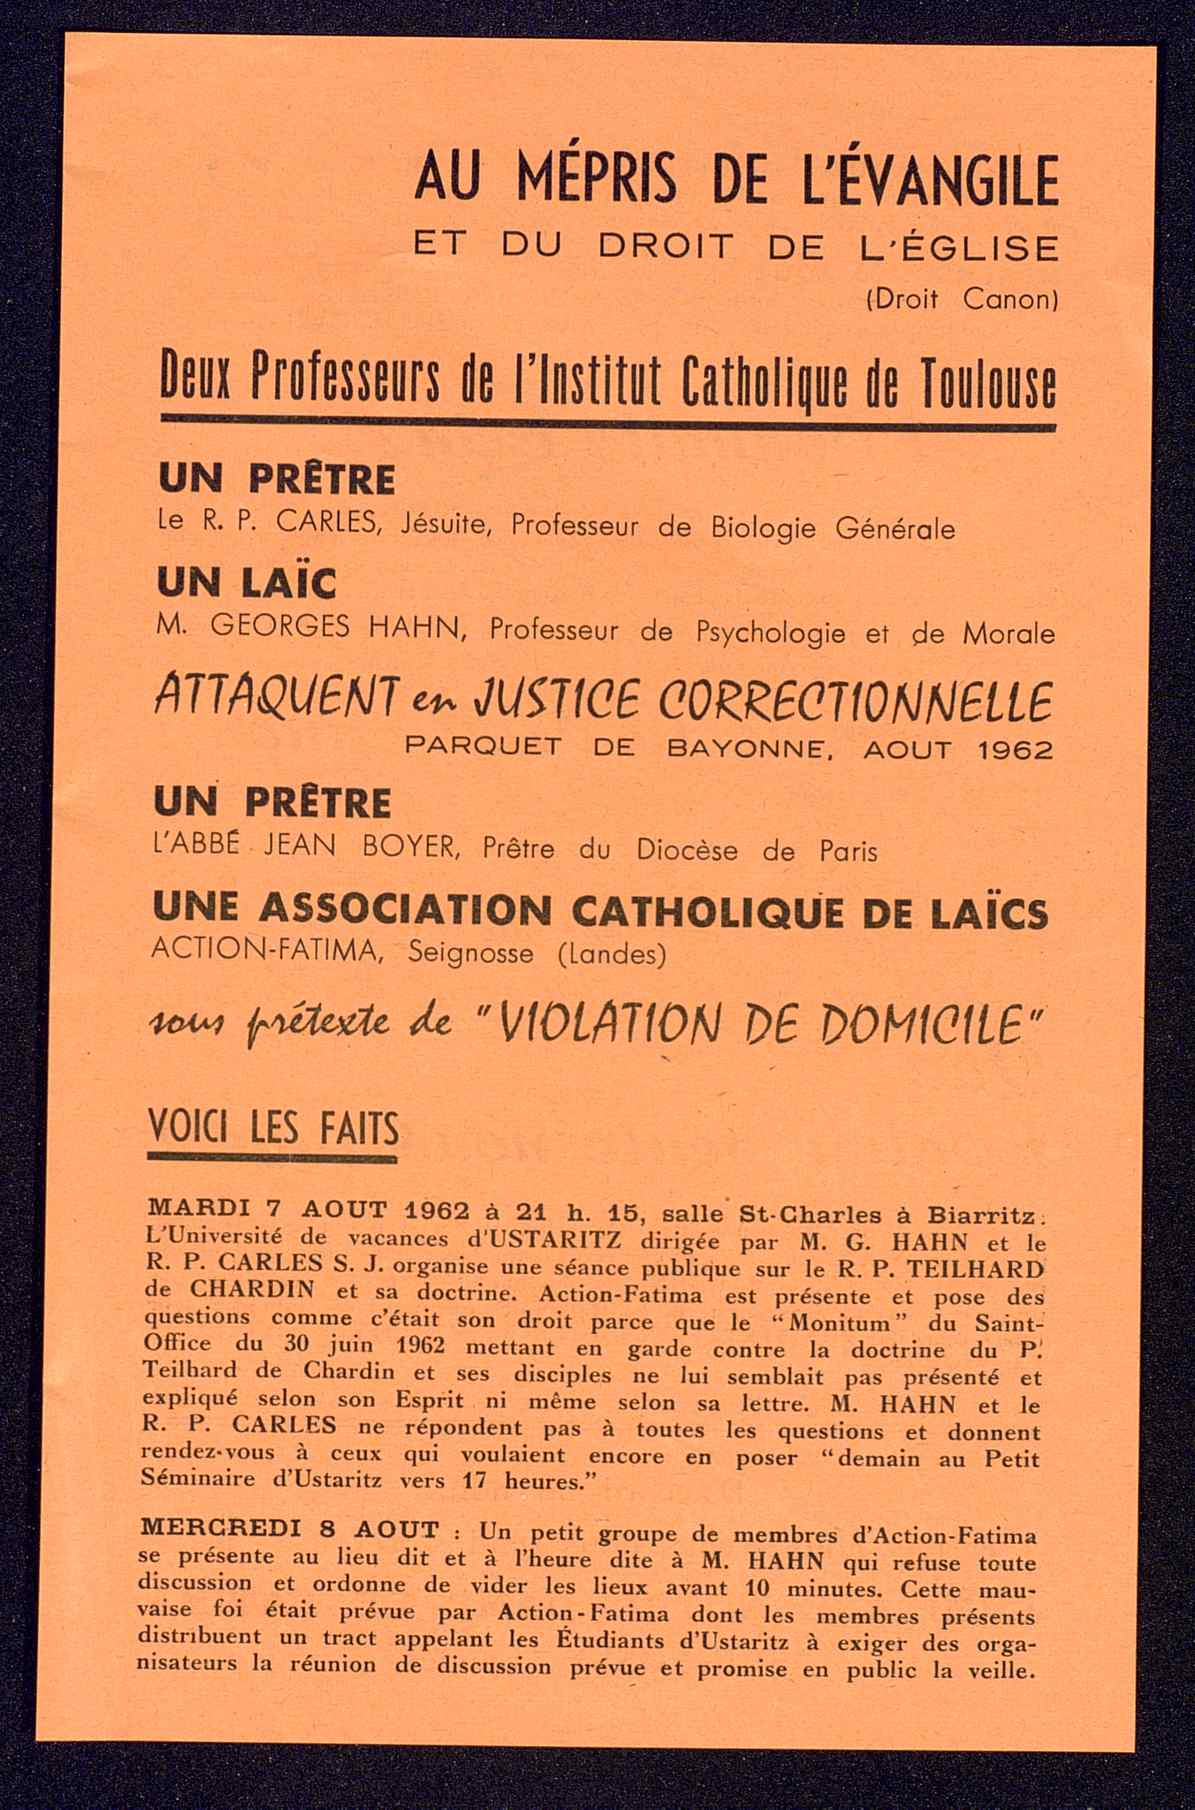 AU MÉPRIS DE L'ÉVANGILE
ET DU DROIT DE L'ÉGLISE
(Droit Canon)
Deux Professeurs de l'Institut Catholique de Toulouse
UN PRÊTRE
Le R. P. CARLES, Jésuite, Professeur de Biologie Générale
UN LAÏC
M. GEORGES HAHN, Professeur de Psychologie et de Morale
ATTAQUENT en JUSTICE CORRECTIONNELLE
PARQUET DE BAYONNE, AOUT 1962
UN PRÊTRE
L'ABBÉ JEAN BOYER, Prêtre du Diocèse de Paris
UNE ASSOCIATION CATHOLIQUE DE LAÏCS
ACTION-FATIMA, Seignosse (Landes)
sous prétexte de "VIOLATION DE DOMICILE"
VOICI LES FAITS
MARDI 7 AOUT 1962 à 21 h. 15, salle St-Charles à Biarritz :
L'Université de vacances d'USTARITZ dirigée par M. G. HAHN et le
R. P. CARLES S. J. organise une séance publique sur le R. P. TEILHARD
de CHARDIN et sa doctrine. Action-Fatima est présente et pose des
questions comme c'était son droit parce que le "Monitum" du Saint-
Office du 30 juin 1962 mettant en garde contre la doctrine du P.
Teilhard de Chardin et ses disciples ne lui semblait pas présenté et
expliqué selon son Esprit ni même selon sa lettre. M. HAHN et le
R. P. CARLES ne répondent pas à toutes les questions et donnent
rendez-vous à ceux qui voulaient encore en poser "demain au Petit
Séminaire d'Ustaritz vers 17 heures."
MERCREDI 8 AOUT : Un petit groupe de membres d'Action-Fatima
se présente au lieu dit et à l'heure dite à M. HAHN qui refuse toute
discussion et ordonne de vider les lieux avant 10 minutes. Cette mau-
vaise foi était prévue par Action-Fatima dont les membres présents
distribuent un tract appelant les Étudiants d'Ustaritz à exiger des orga-
nisateurs la réunion de discussion prévue et promise en public la veille.